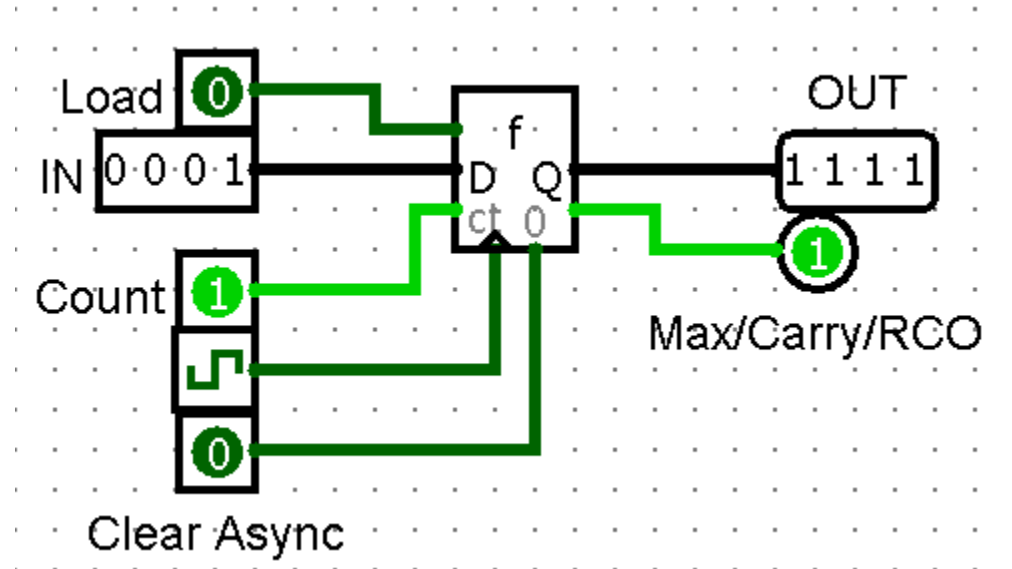 Load 0
IN 0 0 0 1
f
D Q
ct 0
OUT
1 1 1 1
1
Max/Carry/RCO
Count 1
0
Clear Async